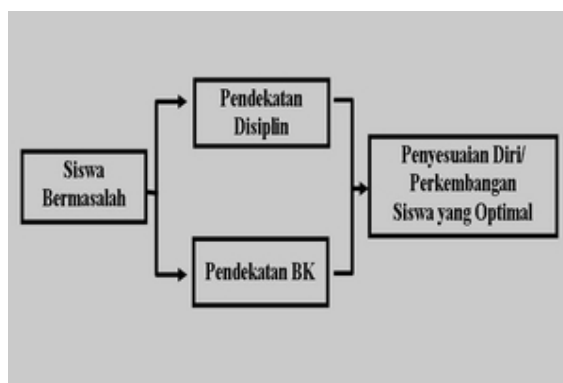 Siswa
Bermasalah
Pendekatan
Disiplin
Pendekatan BK
Penyesuaian Diri/
Perkembangan
Siswa yang Optimal